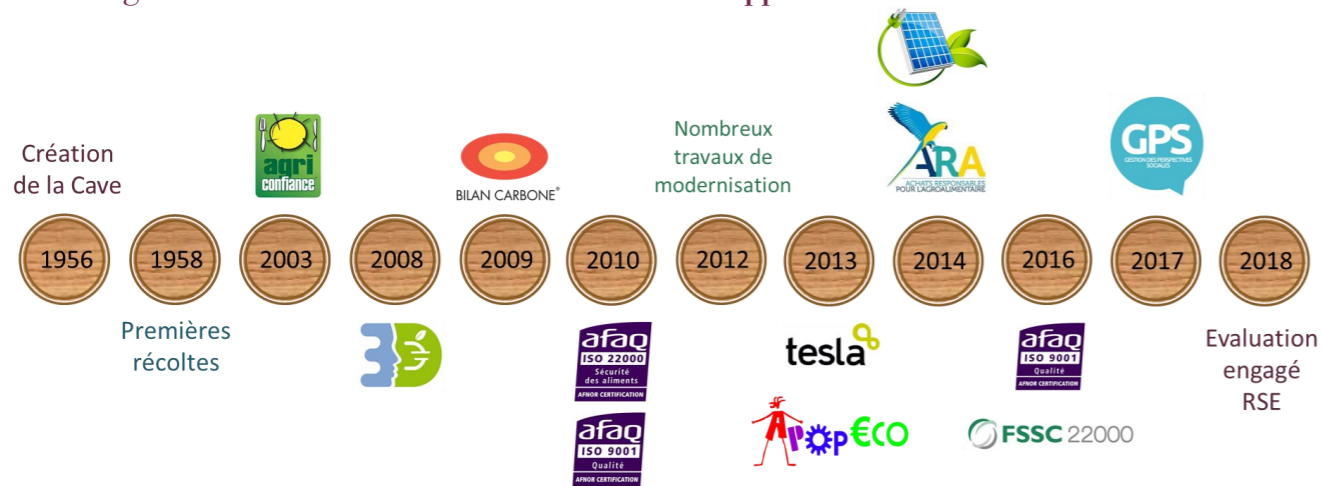 Création
de la Cave
1956
1958
Premières
récoltes
agri
confiance
2003
2008
BILAN CARBONE®
2009
2010
afaq
ISO 22000
Sécurité
des aliments
AFNOR CERTIFICATION
afaq
ISO 9001
Qualité
AFNOR CERTIFICATION
Nombreux
travaux de
modernisation
2012
2013
tesla
APOP€CO
ARA
ACHATS RESPONSABLES
POUR L'AGROALIMENTAIRE
2014
2016
afaq
ISO 9001
Qualité
AFNOR CERTIFICATION
FSSC 22000
GPS
GESTION DES PERSPECTIVES
SOCIALES
2017
2018
Evaluation
engagé
RSE